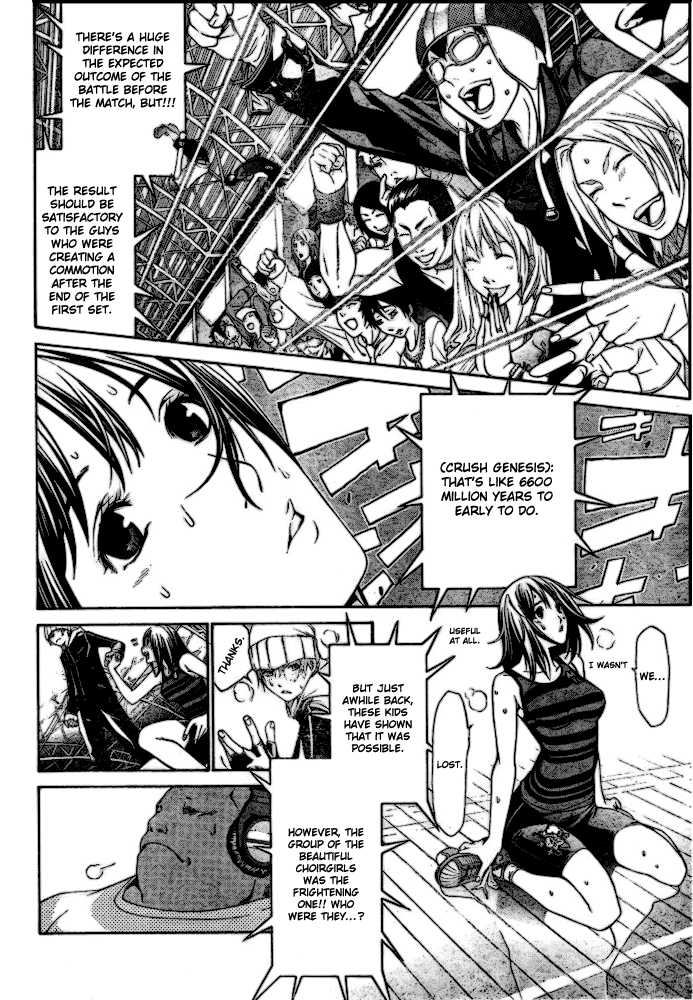 THERE'S A HUGE
DIFFERENCE IN
THE EXPECTED
OUTCOME OF THE
BATTLE BEFORE
THE MATCH, BUT!!!
THE RESULT
SHOULD BE
SATISFACTORY
TO THE GUYS
WHO WERE
CREATING A
COMMOTION
AFTER THE
END OF THE
FIRST SET.
(CRUSH GENESIS):
THAT'S LIKE 6600
MILLION YEARS TO
EARLY TO DO.
WE...
LOST.
I WASN'T
USEFUL
AT ALL.
THANKS.
BUT JUST
AWHILE BACK,
THESE KIDS
HAVE SHOWN
THAT IT WAS
POSSIBLE.
HOWEVER, THE
GROUP OF THE
BEAUTIFUL
CHOIRGIRLS
WAS THE
FRIGHTENING
ONE!! WHO
WERE THEY...?